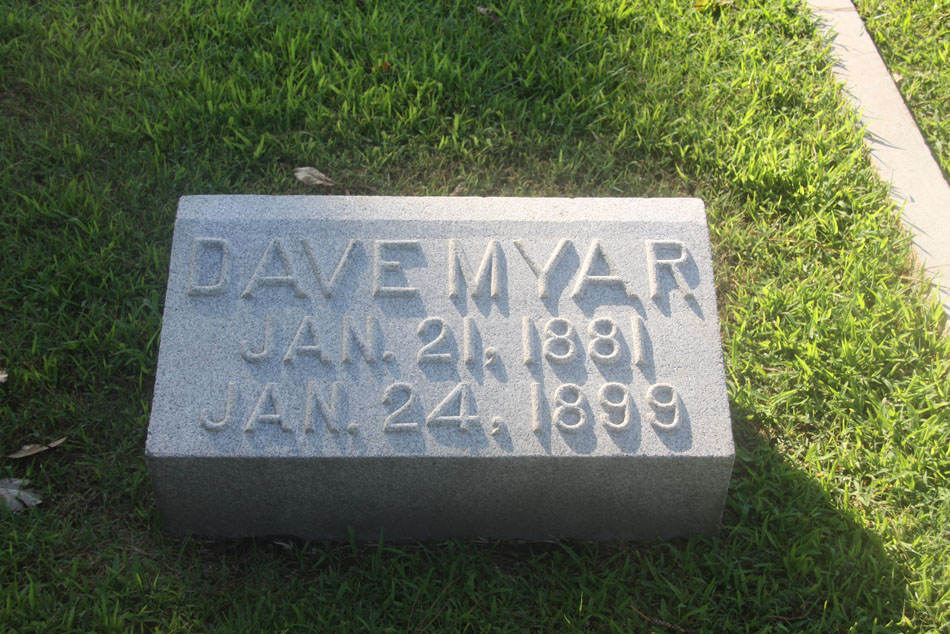 DAVE MYAR
JAN. 21, 1881
JAN. 24, 1899